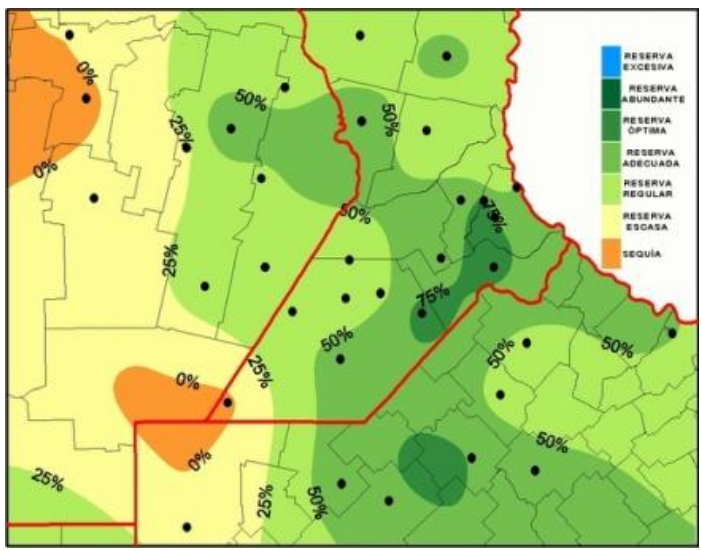 RESERVA
EXCESIVA
RESERVA
ABUNDANTE
RESERVA
ÓPTIMA
RESERVA
ADECUADA
RESERVA
REGULAR
RESERVA
ESCASA
SEQUÍA
0%
50%
50%
25%
0%
50%
75%
25%
75%
50%
50%
50%
25%
0%
50%
0%
25%
25%
50%